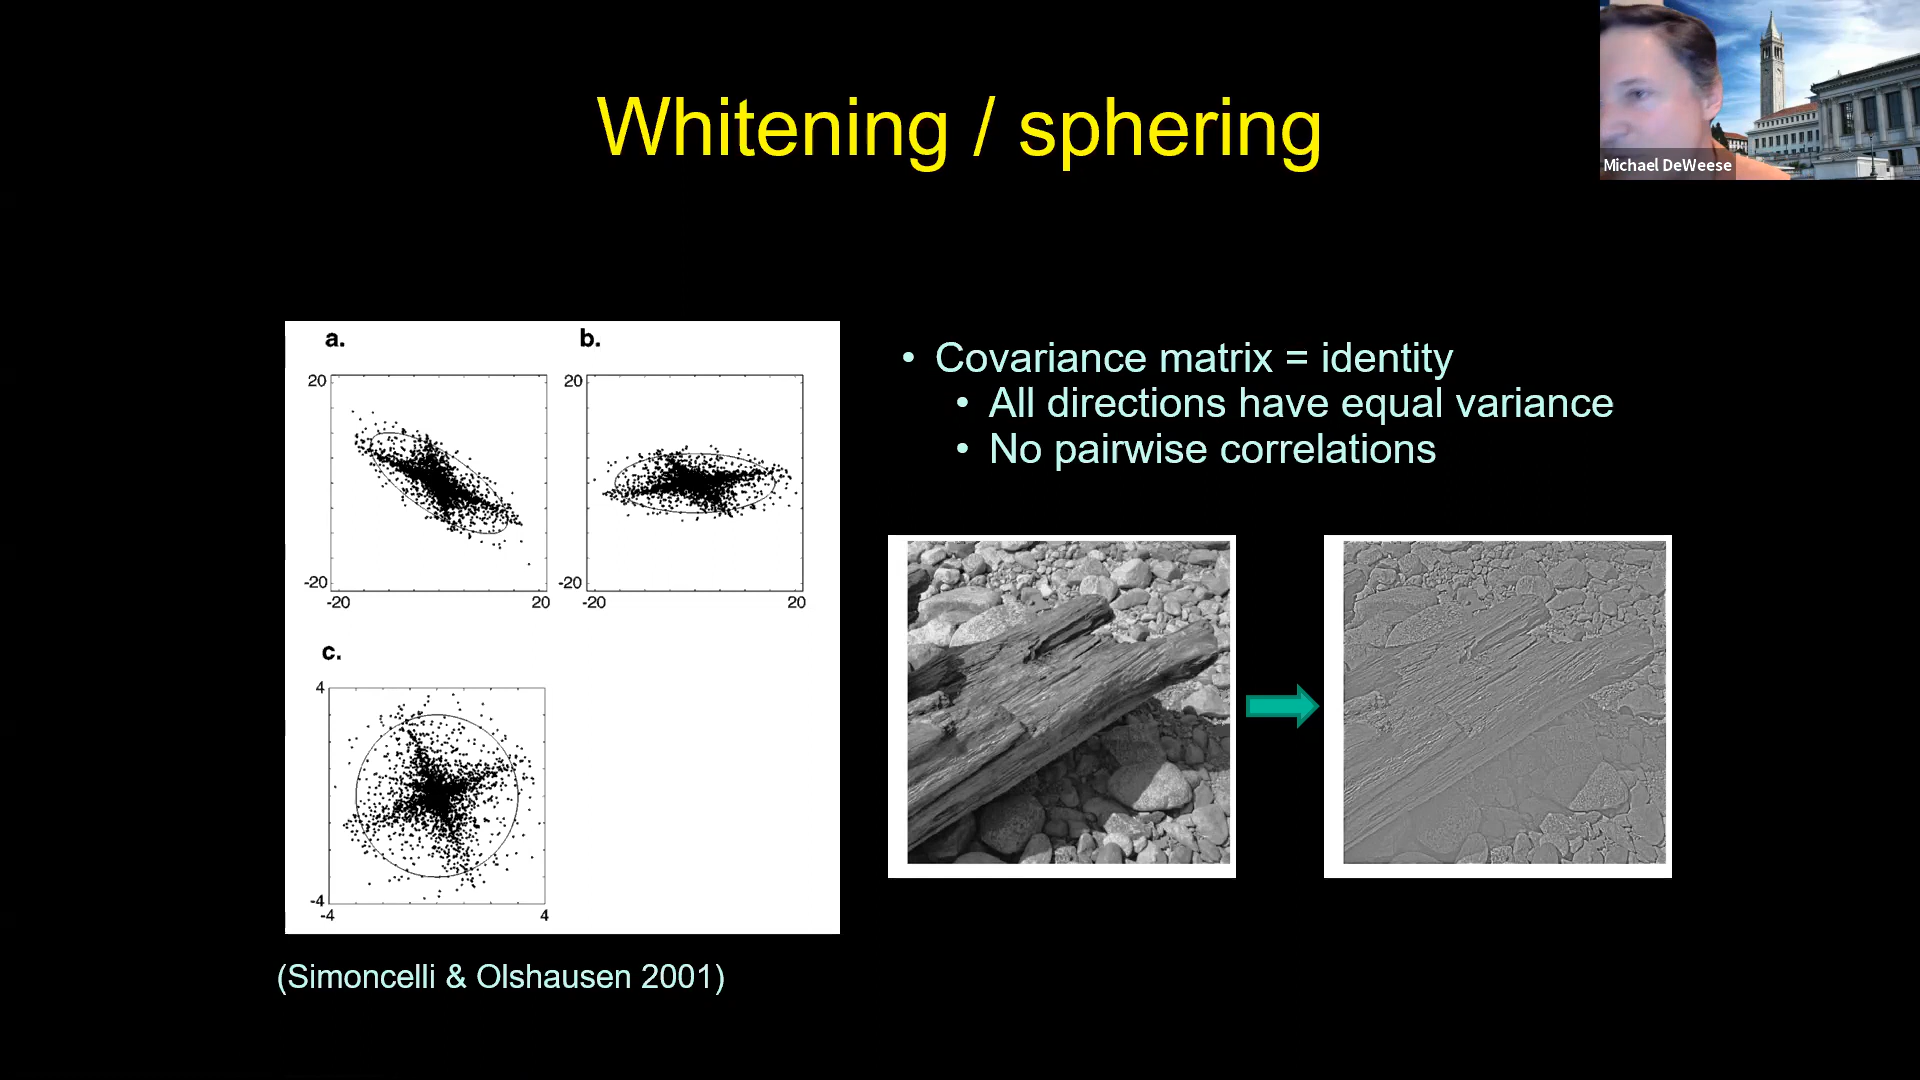 Whitening / sphering
Michael DeWeese
a.
b.
20
-20
-20
20
20
-20
-20
20
c.
4
-4
-4
4
• Covariance matrix = identity
• All directions have equal variance
• No pairwise correlations
(Simoncelli & Olshausen 2001)